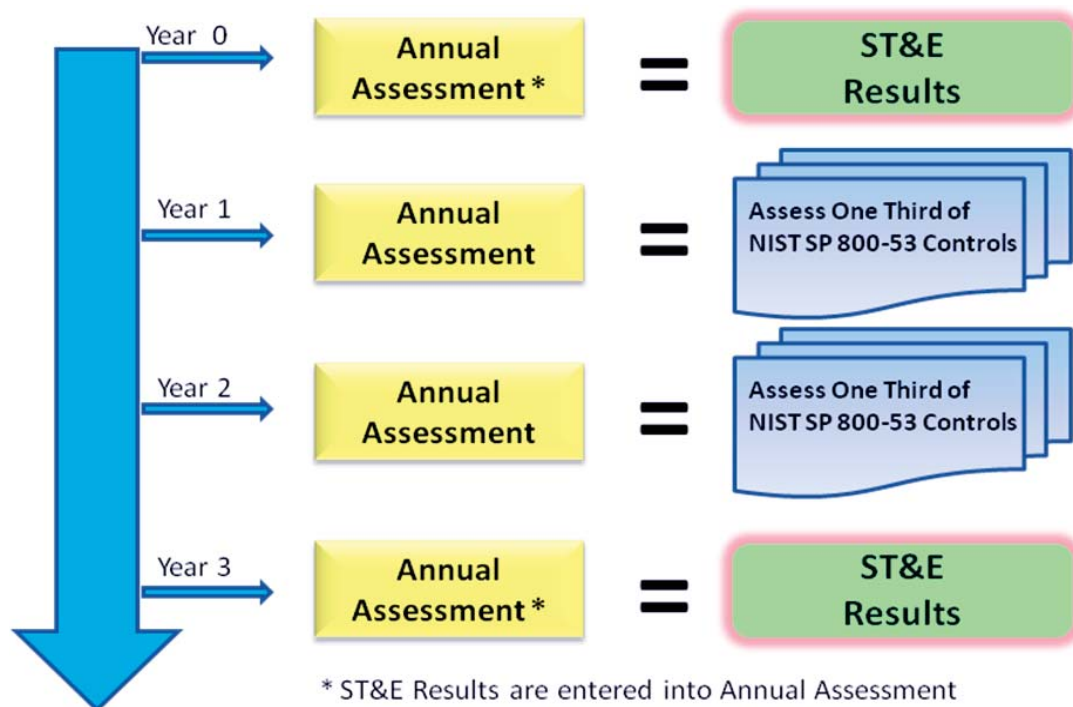 Year 0
Annual
Assessment *
=
ST&E
Results
Year 1
Annual
Assessment
=
Assess One Third of
NIST SP 800-53 Controls
Year 2
Annual
Assessment
=
Assess One Third of
NIST SP 800-53 Controls
Year 3
Annual
Assessment *
=
ST&E
Results
* ST&E Results are entered into Annual Assessment